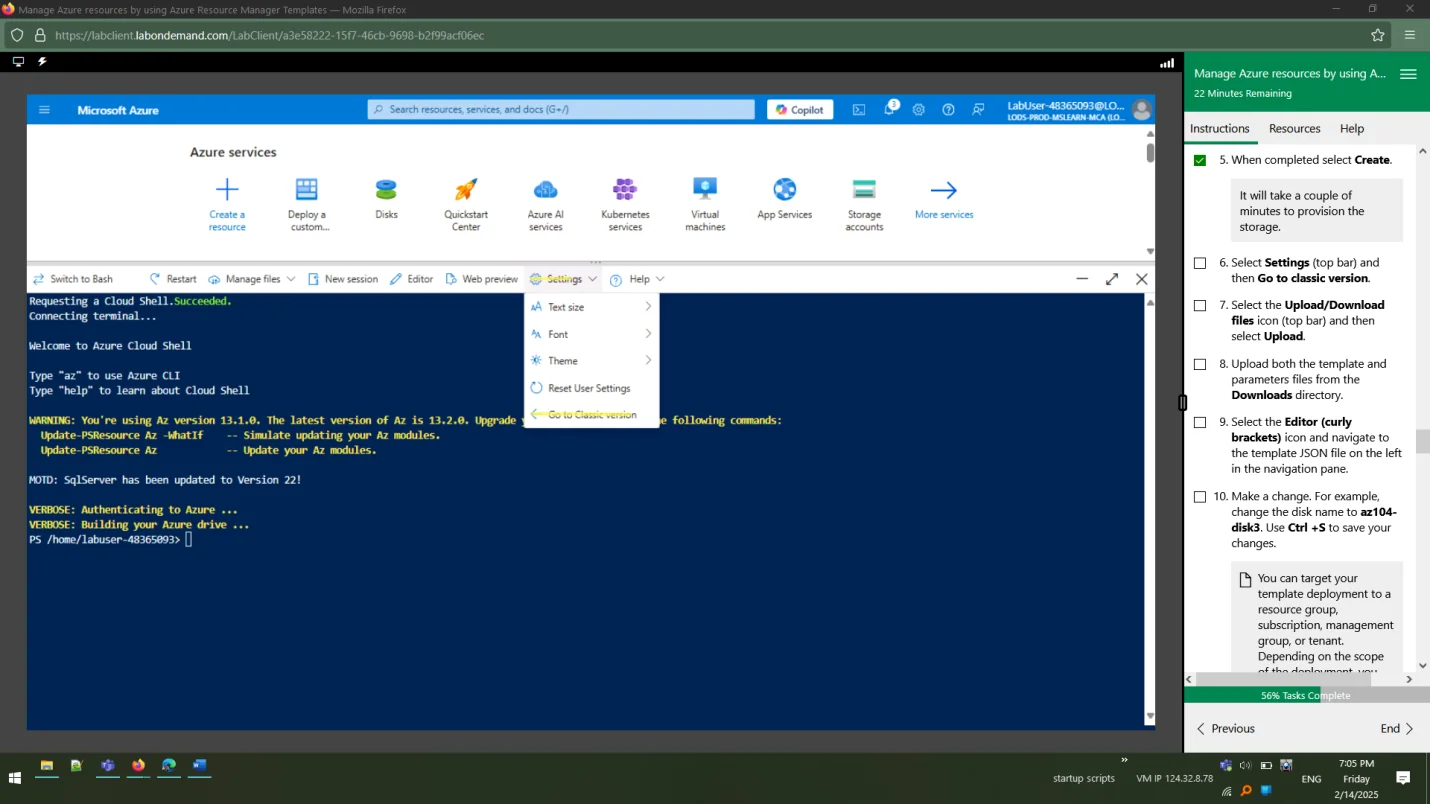 Manage Azure resources by using Azure Resource Manager Templates — Mozilla Firefox
https://labclient.labondemand.com/LabClient/a3e58222-15f7-46cb-9698-b2f99acf06ec
Microsoft Azure
Search resources, services, and docs (G+/)
Copilot
3
LabUser-48365093@LO...
LODS-PROD-MSLEARN-MCA (LO...
Azure services
Create a
resource
Deploy a
custom...
Disks
Quickstart
Center
Azure AI
services
Kubernetes
services
Virtual
machines
App Services
Storage
accounts
More services
Switch to Bash
Restart
Manage files
New session
Editor
Web preview
Settings
Help
Text size
Font
Theme
Reset User Settings
Go to Classic version
Requesting a Cloud Shell.Succeeded.
Connecting terminal...
Welcome to Azure Cloud Shell
Type "az" to use Azure CLI
Type "help" to learn about Cloud Shell
WARNING: You're using Az version 13.1.0. The latest version of Az is 13.2.0. Upgrade y e following commands:
Update-PSResource Az -WhatIf -- Simulate updating your Az modules.
Update-PSResource Az -- Update your Az modules.
MOTD: SqlServer has been updated to Version 22!
VERBOSE: Authenticating to Azure ...
VERBOSE: Building your Azure drive ...
PS /home/labuser-48365093>
Manage Azure resources by using A...
22 Minutes Remaining
Instructions
Resources
Help
5. When completed select Create.
It will take a couple of
minutes to provision the
storage.
6. Select Settings (top bar) and
then Go to classic version.
7. Select the Upload/Download
files icon (top bar) and then
select Upload.
8. Upload both the template and
parameters files from the
Downloads directory.
9. Select the Editor (curly
brackets) icon and navigate to
the template JSON file on the left
in the navigation pane.
10. Make a change. For example,
change the disk name to az104-
disk3. Use Ctrl +S to save your
changes.
You can target your
template deployment to a
resource group,
subscription, management
group, or tenant.
Depending on the scope
of the deployment, you
56% Tasks Complete
Previous
End
startup scripts
VM IP 124.32.8.78
ENG
7:05 PM
Friday
2/14/2025